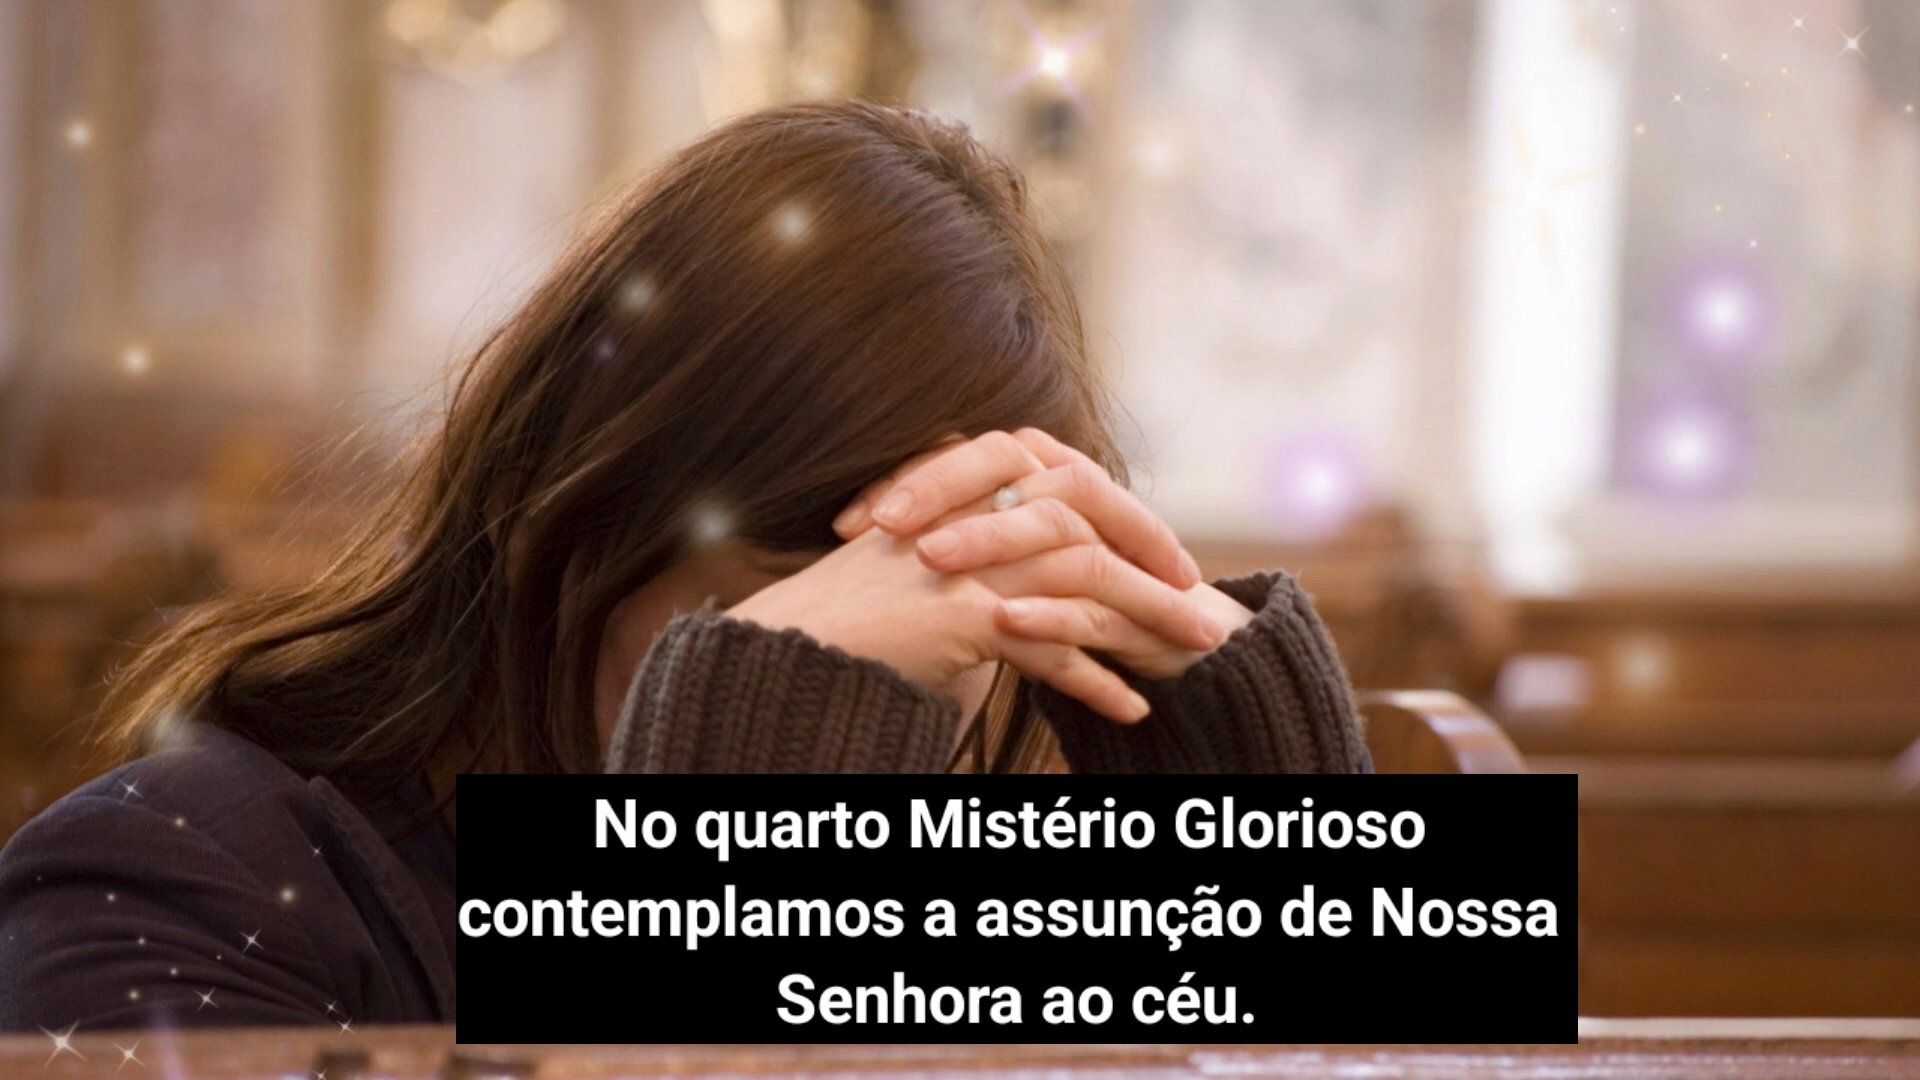 No quarto Mistério Glorioso
contemplamos a assunção de Nossa
Senhora ao céu.